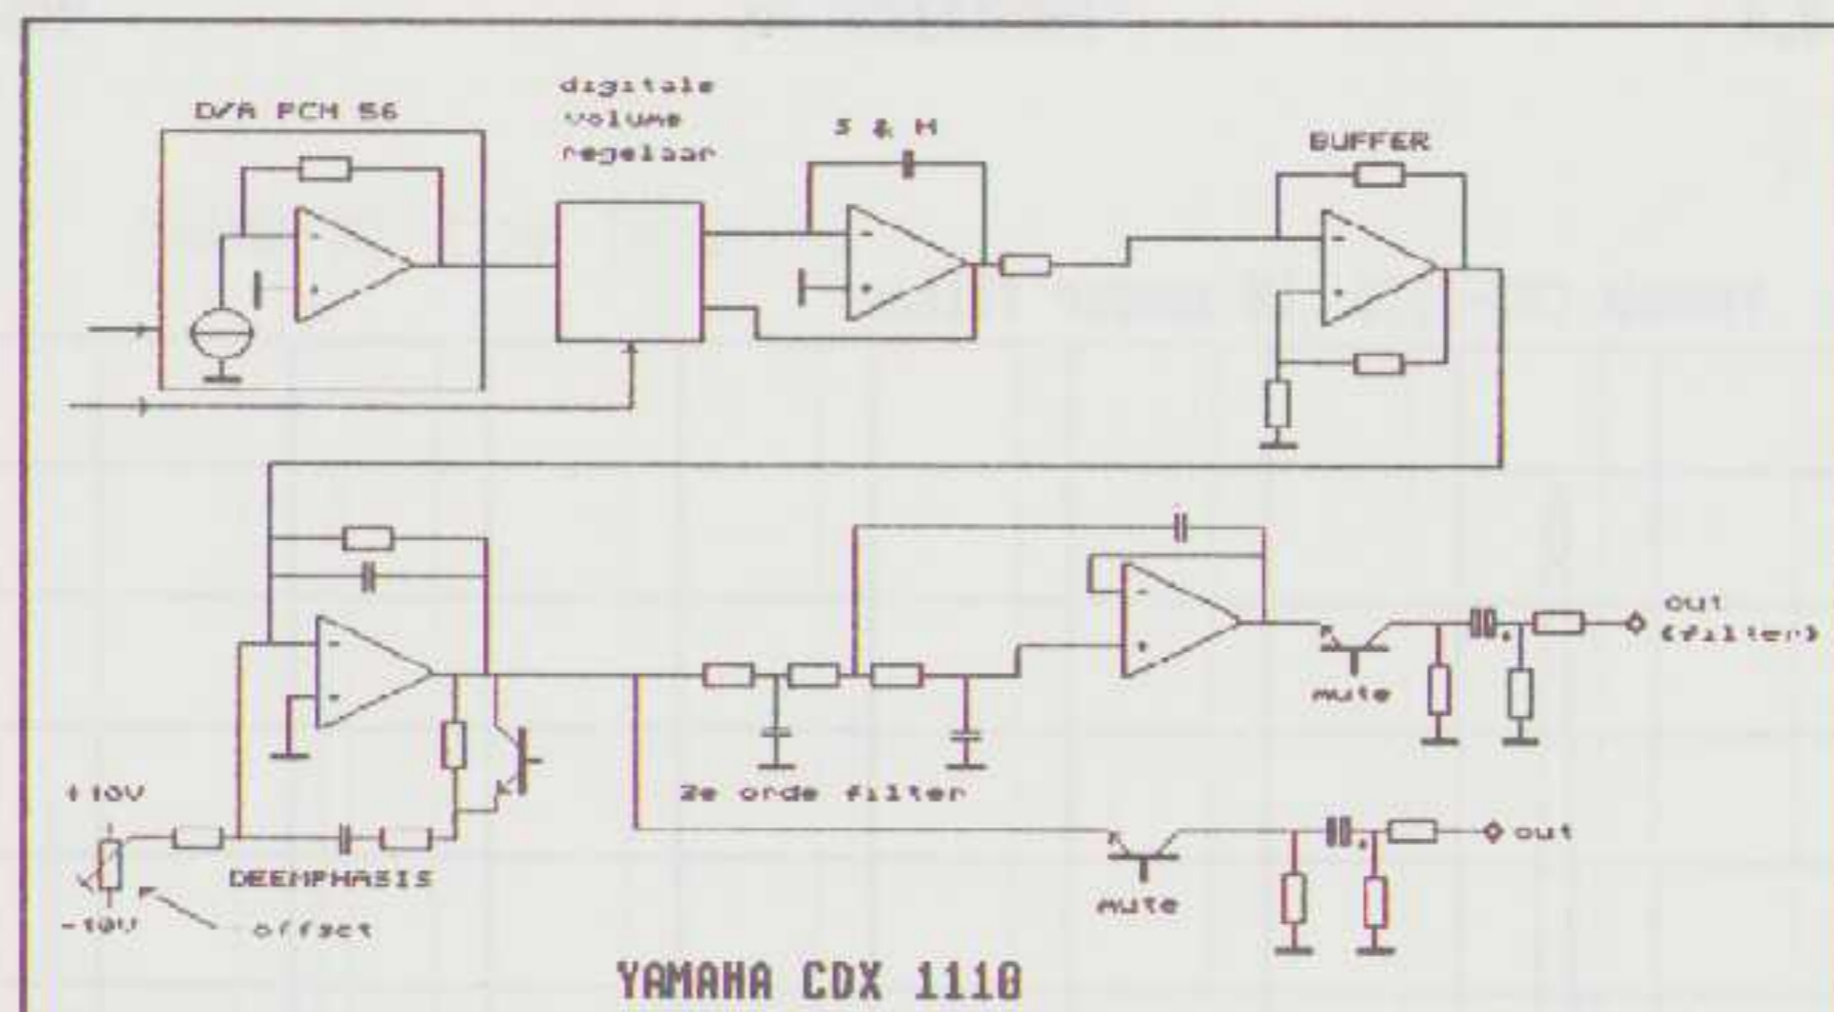 D/A PCM 56
digitale
volume
regelaar
S & H
BUFFER
out
(filter)
mute
2e orde filter
+10V
-10V
DEEMPHASIS
offset
mute
out
YAMAHA CDX 1110